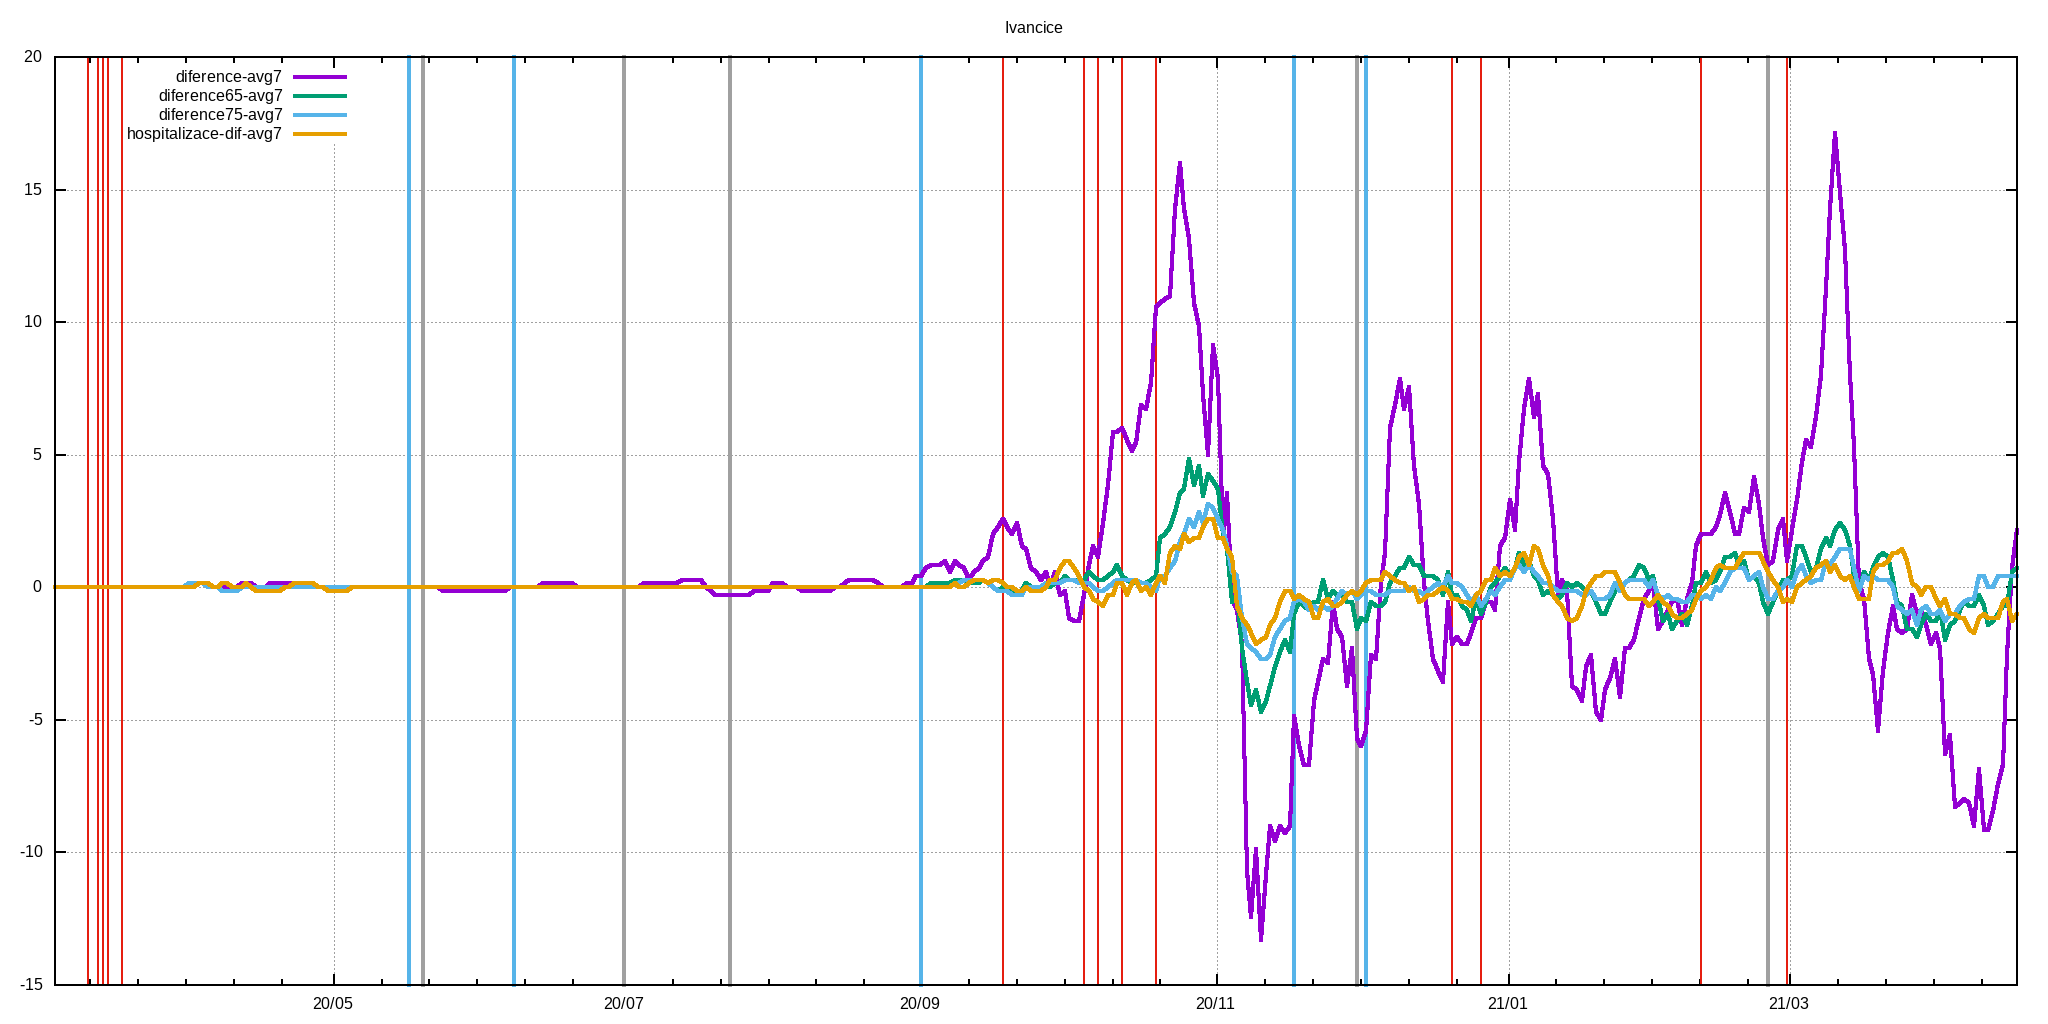 Ivancice
20
diference-avg7
diference65-avg7
diference75-avg7
hospitalizace-dif-avg7
15
10
5
0
-5
-10
-15
20/05
20/07
20/09
20/11
21/01
21/03